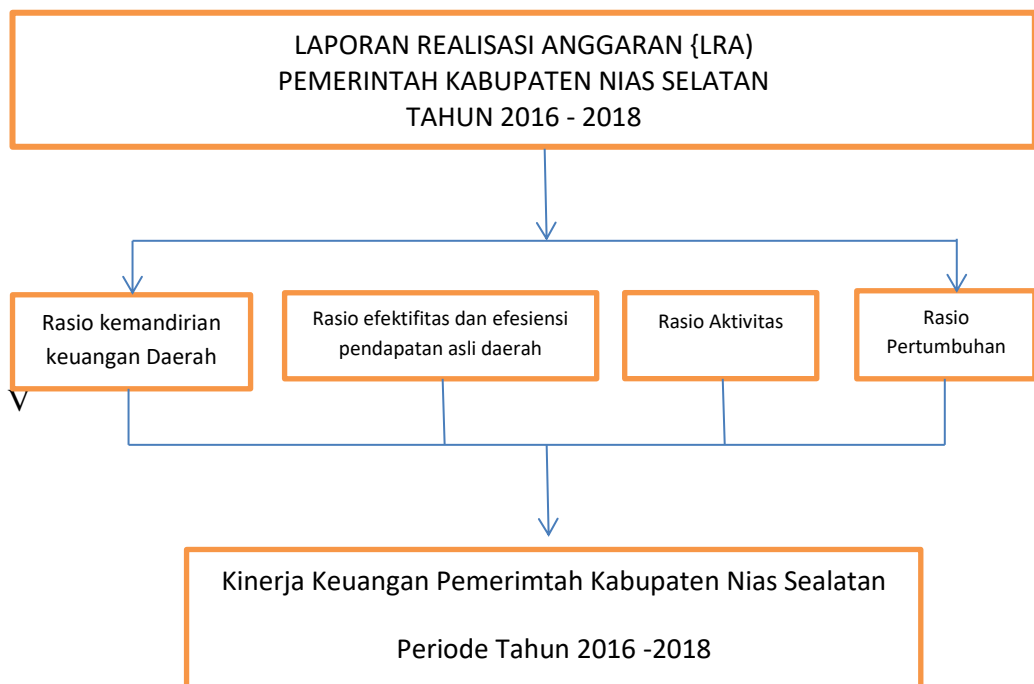 LAPORAN REALISASI ANGGARAN {LRA)
PEMERINTAH KABUPATEN NIAS SELATAN
TAHUN 2016 - 2018
Rasio kemandirian
keuangan Daerah
Rasio efektifitas dan efesiensi
pendapatan asli daerah
Rasio Aktivitas
Rasio
Pertumbuhan
V
Kinerja Keuangan Pemerimtah Kabupaten Nias Sealatan
Periode Tahun 2016 -2018